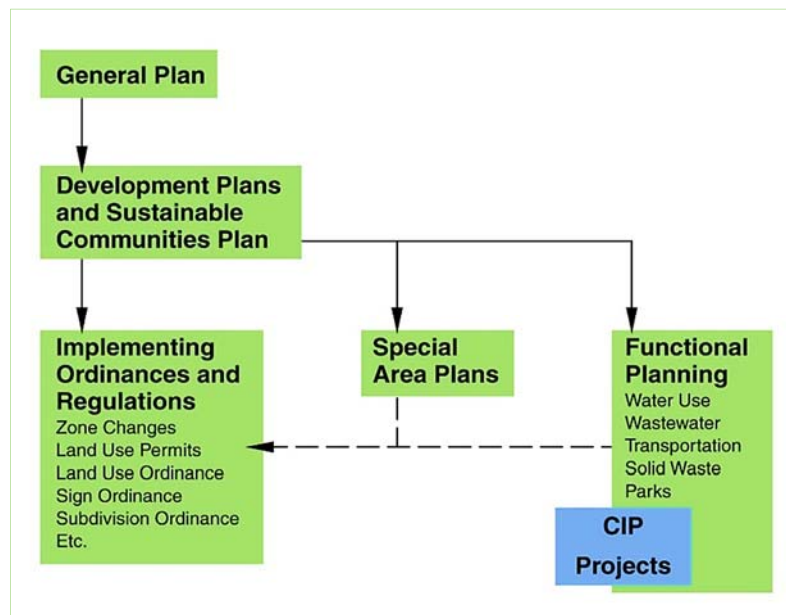 General Plan
Development Plans
and Sustainable
Communities Plan
Implementing
Ordinances and
Regulations
Zone Changes
Land Use Permits
Land Use Ordinance
Sign Ordinance
Subdivision Ordinance
Etc.
Special
Area Plans
Functional
Planning
Water Use
Wastewater
Transportation
Solid Waste
Parks
CIP
Projects